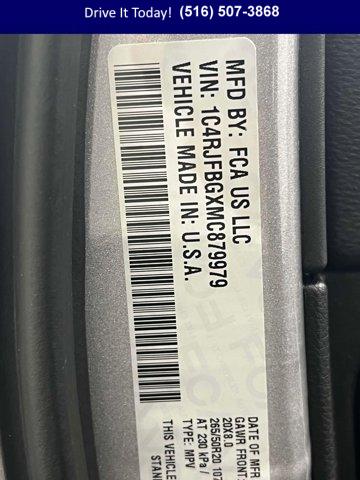 Drive It Today! (516) 507-3868
MFD BY: FCA US LLC
VIN: 1C4RJFBGXMC879979
VEHICLE MADE IN: U.S.A.
DATE OF MFR
GAWR FRONT
20X8.0
265/50R20 107
AT 230 kPa /
TYPE: MPV
THIS VEHICLE
STAN